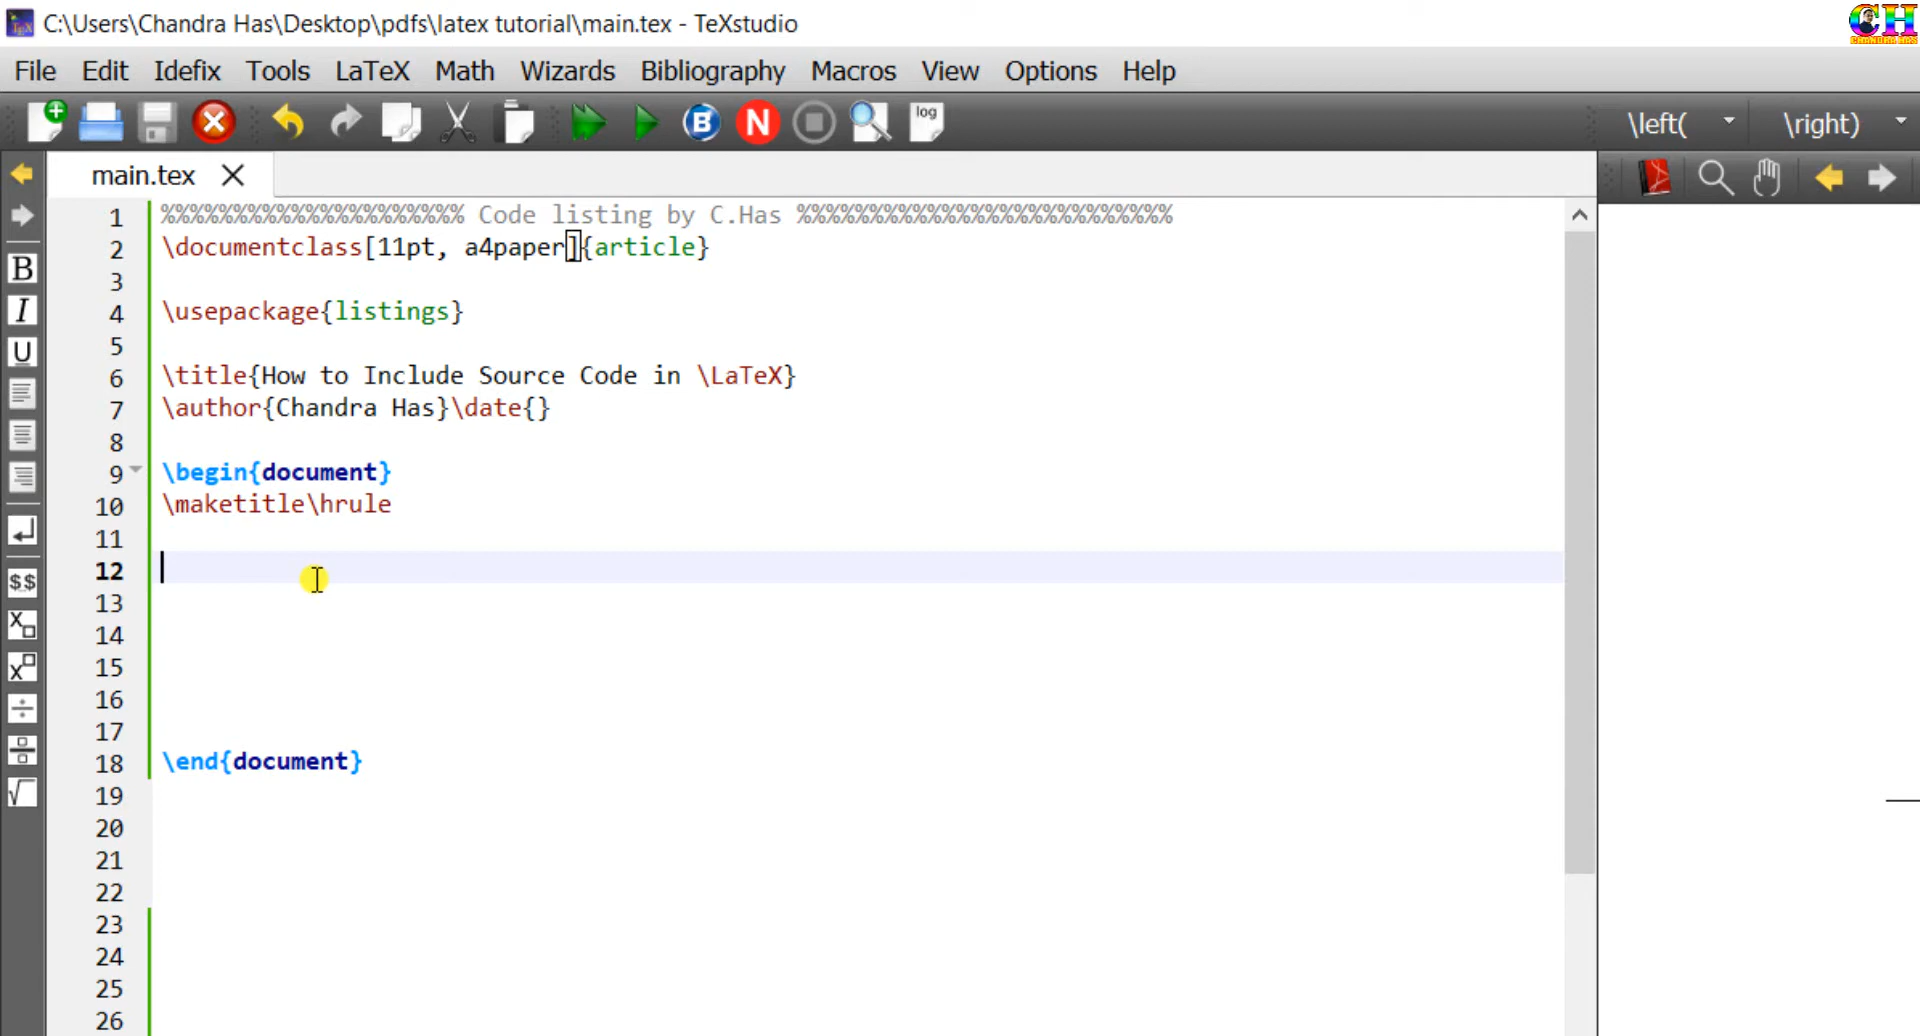 CH
CHANDRA HAS
C:\Users\Chandra Has\Desktop\pdfs\latex tutorial\main.tex - TeXstudio
File Edit Idefix Tools LaTeX Math Wizards Bibliography Macros View Options Help
B N log \left( \right)
main.tex
1 %%%%%%%%%%%%%%%%%%%%% Code listing by C.Has %%%%%%%%%%%%%%%%%%%%%%%%%%
2 \documentclass[11pt, a4paper]{article}
3
4 \usepackage{listings}
5
6 \title{How to Include Source Code in \LaTeX}
7 \author{Chandra Has}\date{}
8
9 \begin{document}
10 \maketitle\hrule
11
12
13
14
15
16
17
18 \end{document}
19
20
21
22
23
24
25
26
B
I
U
$$
X
X
÷
√